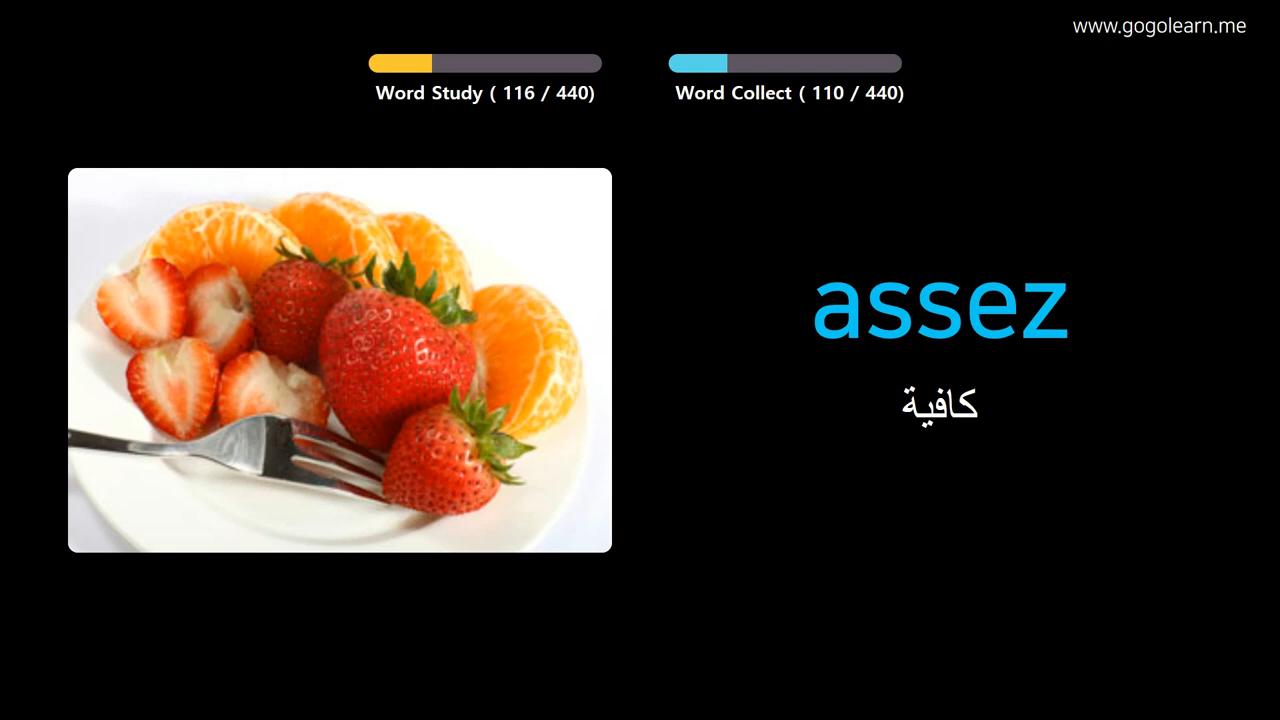 www.gogolearn.me
Word Study ( 116 / 440)
Word Collect ( 110 / 440)
assez
كافية